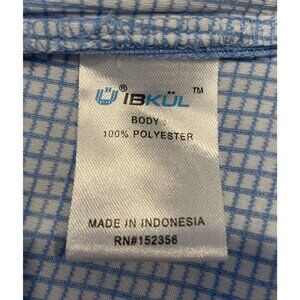 Ü® IBKÜL™
BODY :
100% POLYESTER
MADE IN INDONESIA
RN#152356